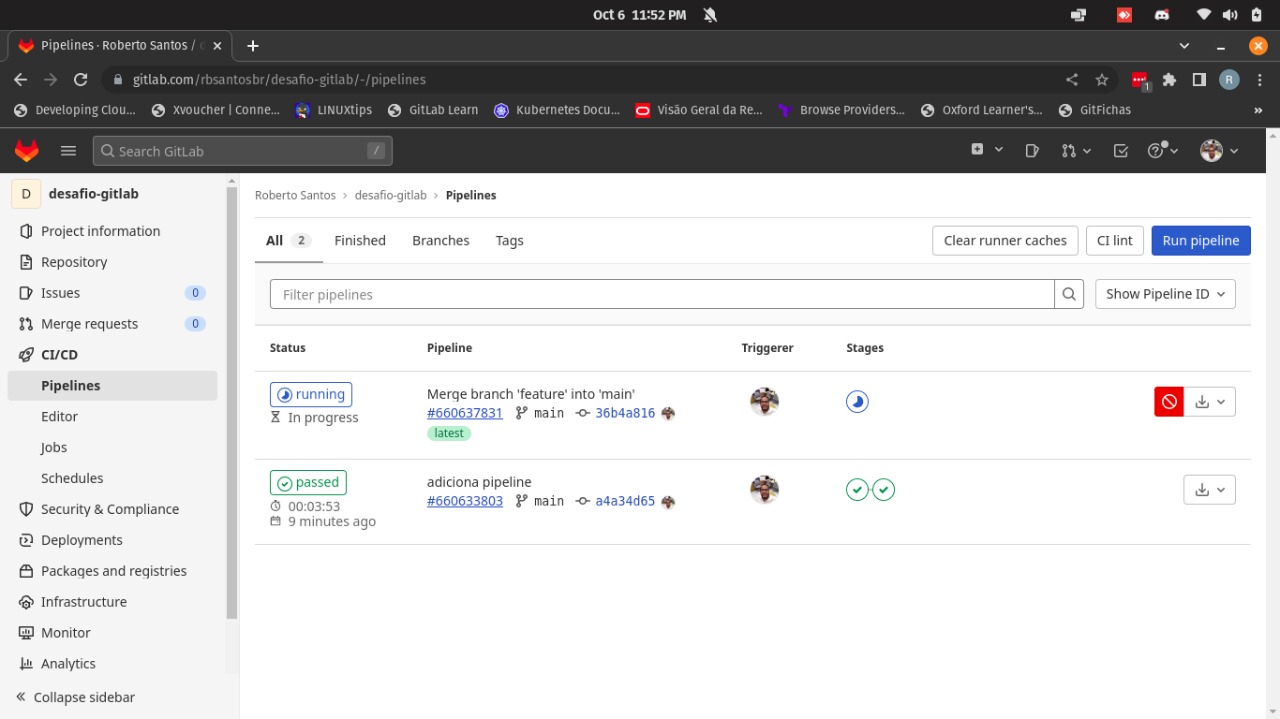 Oct 6 11:52 PM
Pipelines · Roberto Santos / d
gitlab.com/rbsantosbr/desafio-gitlab/-/pipelines
1
R
Developing Clou...
Xvoucher | Conne...
LINUXtips
GitLab Learn
Kubernetes Docu...
Visão Geral da Re...
Browse Providers...
Oxford Learner's...
GitFichas
»
Search GitLab
/
D
desafio-gitlab
Project information
Repository
Issues 0
Merge requests 0
CI/CD
Pipelines
Editor
Jobs
Schedules
Security & Compliance
Deployments
Packages and registries
Infrastructure
Monitor
Analytics
Collapse sidebar
Roberto Santos › desafio-gitlab › Pipelines
All 2 Finished Branches Tags
Clear runner caches CI lint Run pipeline
Filter pipelines
Show Pipeline ID
Status Pipeline Triggerer Stages
running
In progress
Merge branch 'feature' into 'main'
#660637831 main 36b4a816
latest
passed
00:03:53
9 minutes ago
adiciona pipeline
#660633803 main a4a34d65